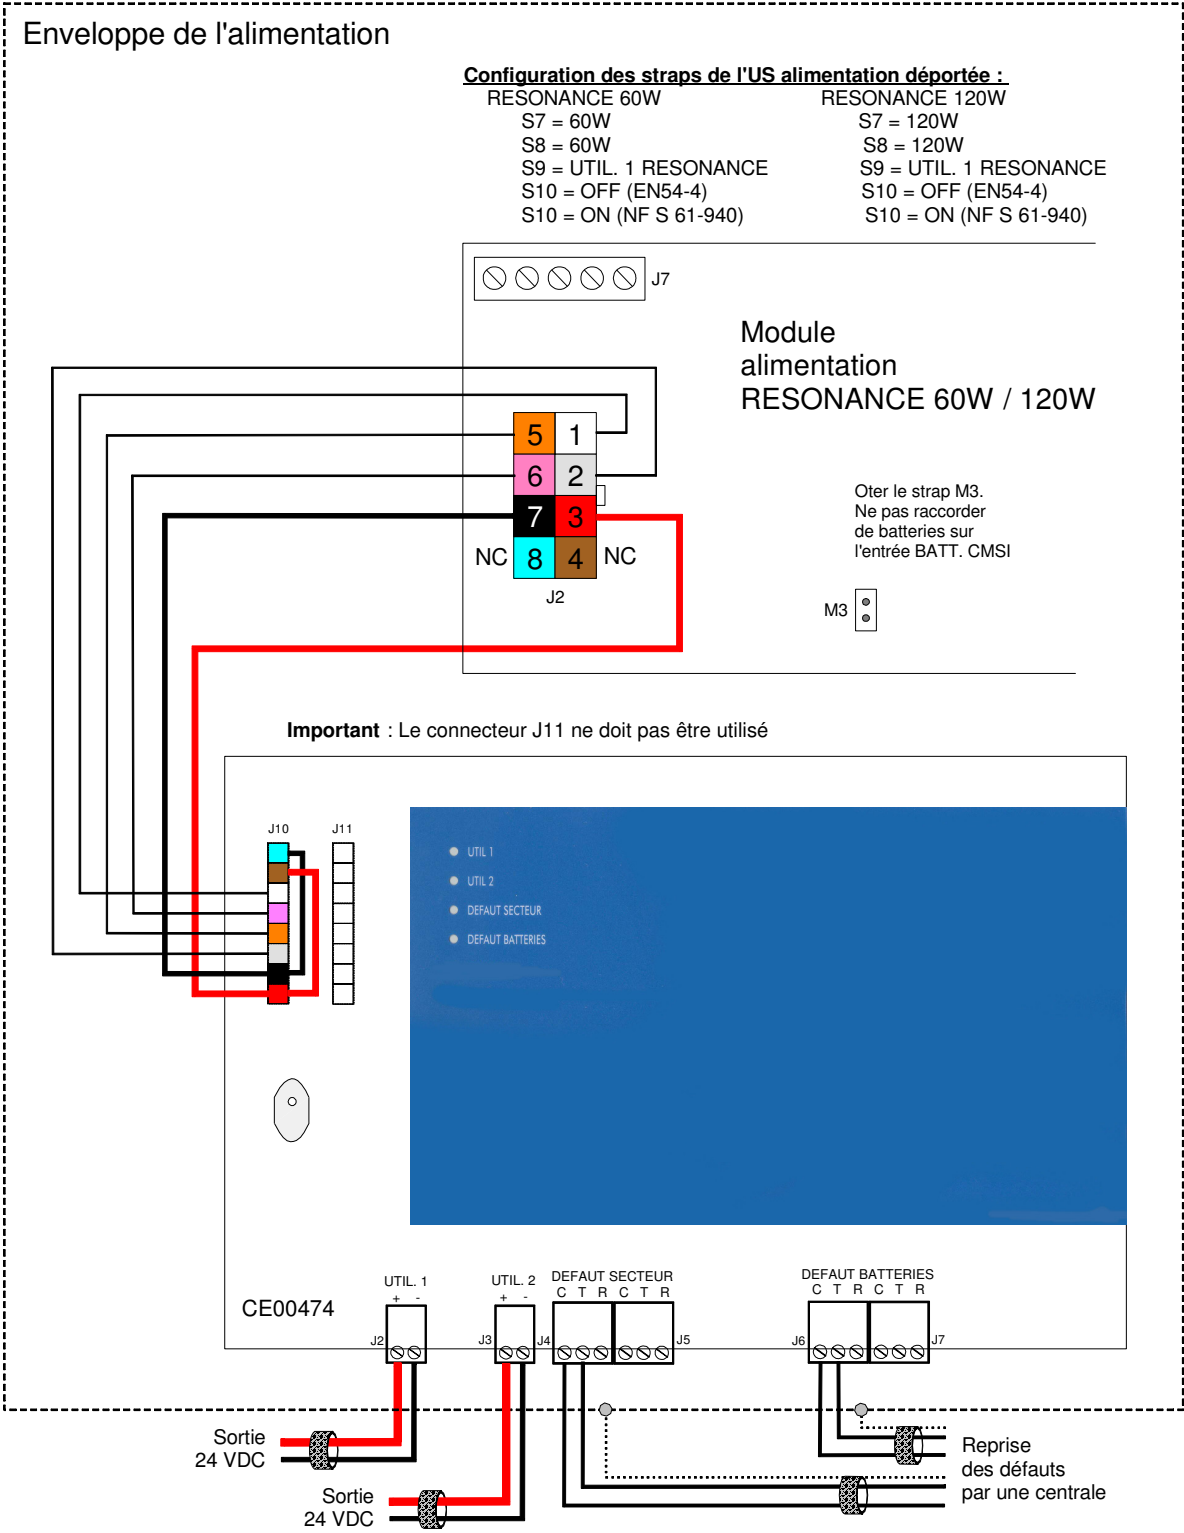 Enveloppe de l'alimentation
Configuration des straps de l'US alimentation déportée :
RESONANCE 60W
S7 = 60W
S8 = 60W
S9 = UTIL. 1 RESONANCE
S10 = OFF (EN54-4)
S10 = ON (NF S 61-940)
RESONANCE 120W
S7 = 120W
S8 = 120W
S9 = UTIL. 1 RESONANCE
S10 = OFF (EN54-4)
S10 = ON (NF S 61-940)
J7
Module
alimentation
RESONANCE 60W / 120W
5 1
6 2
7 3
NC 8 4 NC
J2
Oter le strap M3.
Ne pas raccorder
de batteries sur
l'entrée BATT. CMSI
M3
Important : Le connecteur J11 ne doit pas être utilisé
J10 J11
UTIL 1
UTIL 2
DEFAUT SECTEUR
DEFAUT BATTERIES
CE00474
UTIL. 1
+ -
J2
UTIL. 2
+ -
J3
DEFAUT SECTEUR
C T R C T R
J4 J5
DEFAUT BATTERIES
C T R C T R
J6 J7
Sortie
24 VDC
Sortie
24 VDC
Reprise
des défauts
par une centrale